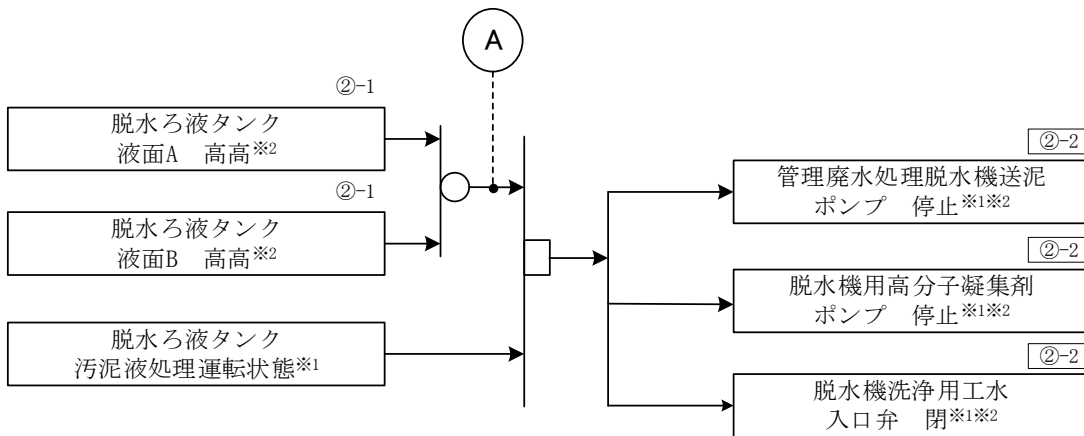 A
②-1
脱水ろ液タンク
液面A 高高※2
②-1
脱水ろ液タンク
液面B 高高※2
脱水ろ液タンク
汚泥液処理運転状態※1
②-2
管理廃水処理脱水機送泥
ポンプ 停止※1※2
②-2
脱水機用高分子凝集剤
ポンプ 停止※1※2
②-2
脱水機洗浄用工水
入口弁 閉※1※2